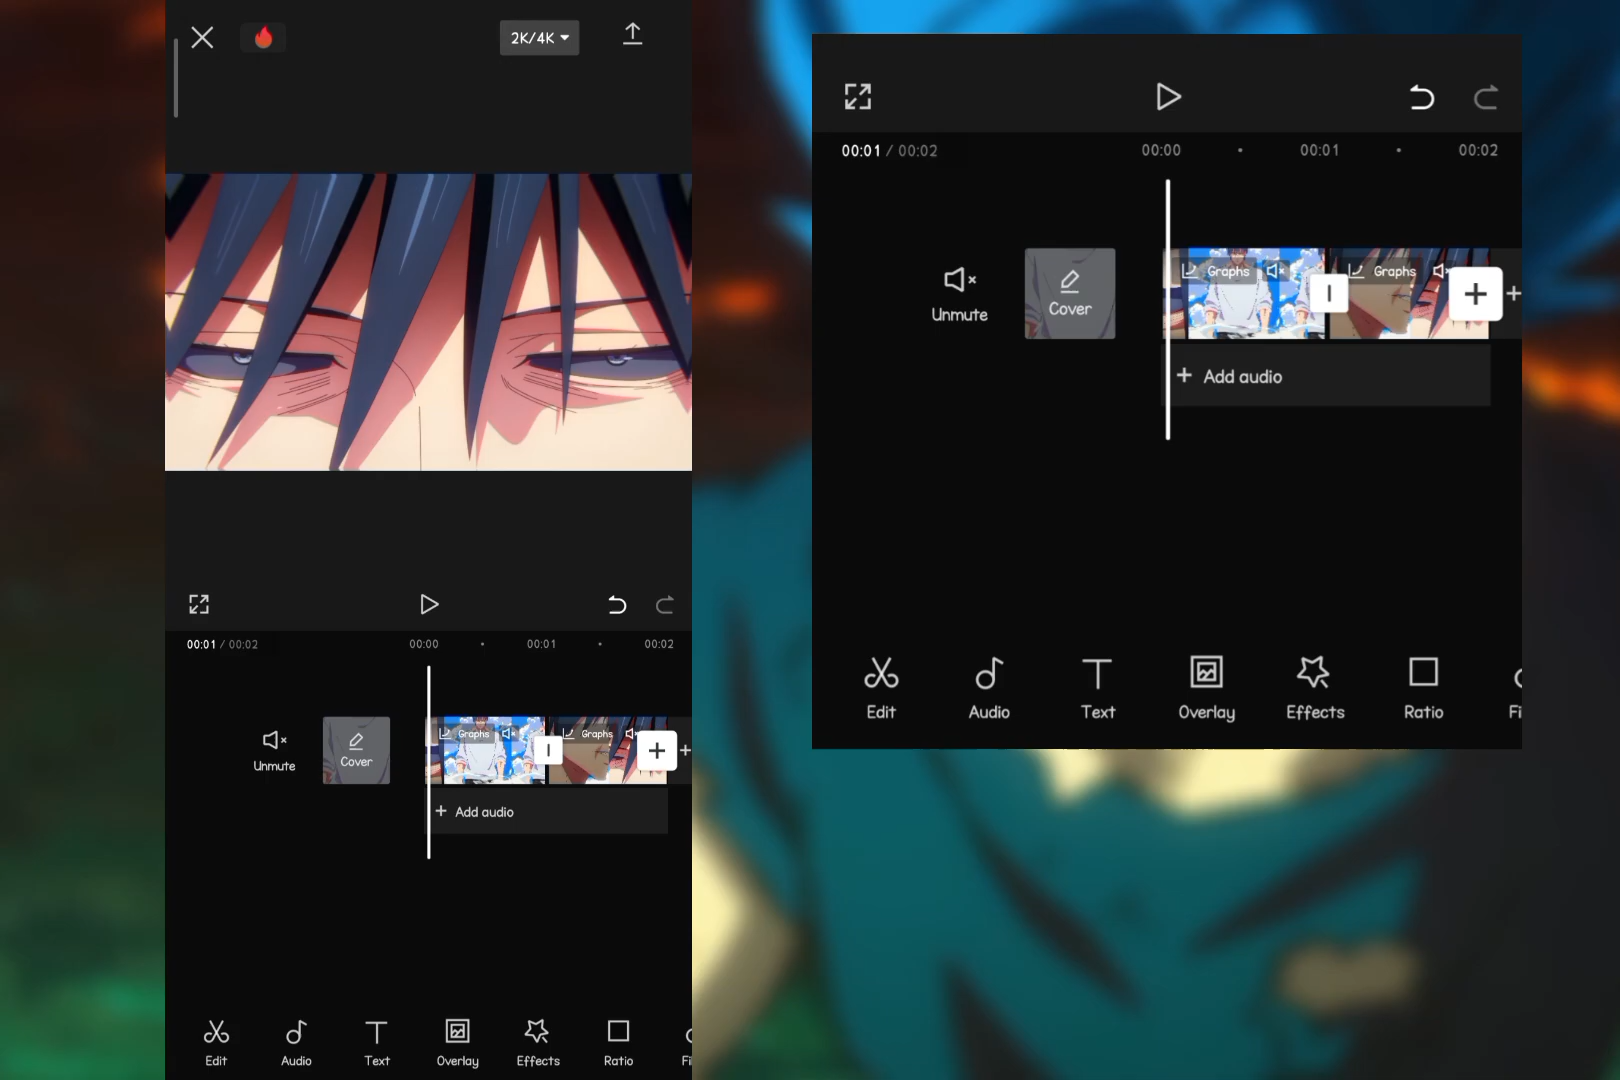 2K/4K
00:01 / 00:02
00:00
00:01
00:02
Unmute
Cover
Graphs
Graphs
Add audio
Edit
Audio
Text
Overlay
Effects
Ratio
Fi
00:01 / 00:02
00:00
00:01
00:02
Unmute
Cover
Graphs
Graphs
Add audio
Edit
Audio
Text
Overlay
Effects
Ratio
Fi